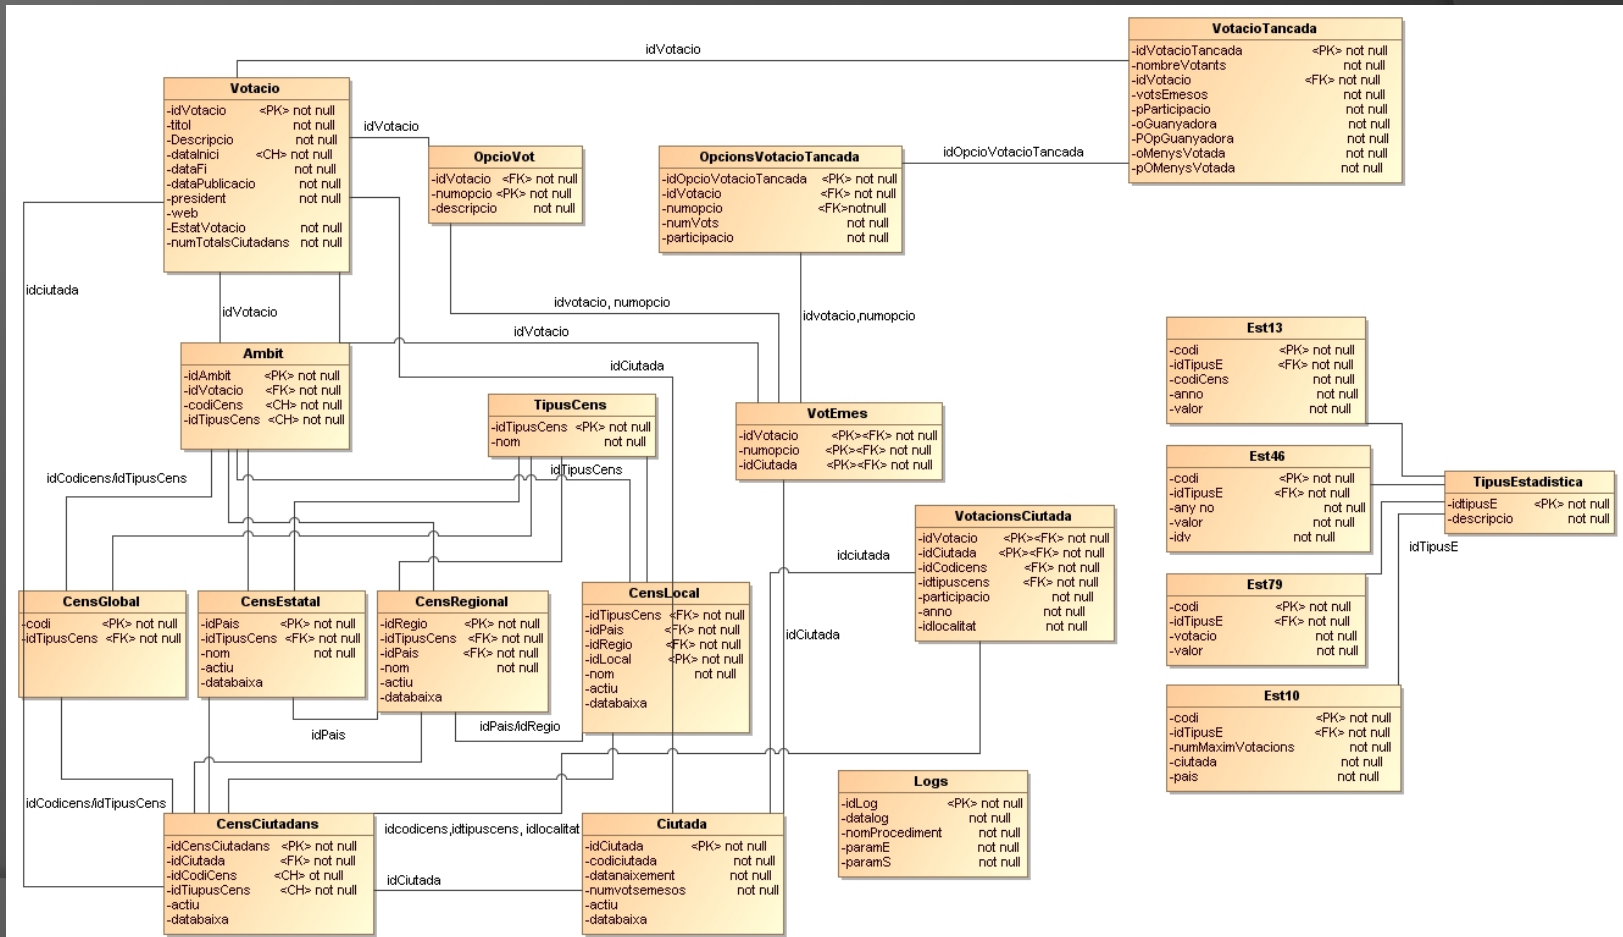 VotacioTancada
-idVotacioTancada <PK> not null
-nombreVotants not null
-idVotacio <FK> not null
-votsEmesos not null
-pParticipacio not null
-oGuanyadora not null
-POpGuanyadora not null
-oMenysVotada not null
-pOMenysVotada not null
idVotacio
Votacio
-idVotacio <PK> not null
-titol not null
-Descripcio not null
-dataInici <CH> not null
-dataFi not null
-dataPublicacio not null
-president not null
-web
-EstatVotacio not null
-numTotalsCiutadans not null
idVotacio
OpcioVot
-idVotacio <FK> not null
-numopcio <PK> not null
-descripcio not null
OpcionsVotacioTancada
-idOpcioVotacioTancada <PK> not null
-idVotacio <FK> not null
-numopcio <FK>notnull
-numVots not null
-participacio not null
idOpcioVotacioTancada
idciutada
idVotacio
idvotacio, numopcio
idvotacio,numopcio
idVotacio
idCiutada
Ambit
-idAmbit <PK> not null
-idVotacio <FK> not null
-codiCens <CH> not null
-idTipusCens <CH> not null
TipusCens
-idTipusCens <PK> not null
-nom not null
VotEmes
-idVotacio <PK><FK> not null
-numopcio <PK><FK> not null
-idCiutada <PK><FK> not null
Est13
-codi <PK> not null
-idTipusE <FK> not null
-codiCens not null
-anno not null
-valor not null
Est46
-codi <PK> not null
-idTipusE <FK> not null
-any no not null
-valor not null
-idv not null
TipusEstadistica
-idtipusE <PK> not null
-descripcio not null
idTipusE
Est79
-codi <PK> not null
-idTipusE <FK> not null
-votacio not null
-valor not null
Est10
-codi <PK> not null
-idTipusE <FK> not null
-numMaximVotacions not null
-ciutada not null
-pais not null
idCodicens/idTipusCens
idTipusCens
VotacionsCiutada
-idVotacio <PK><FK> not null
-idCiutada <PK><FK> not null
-idCodicens <FK> not null
-idtipuscens <FK> not null
-participacio not null
-anno not null
-idlocalitat not null
idciutada
CensGlobal
-codi <PK> not null
-idTipusCens <FK> not null
CensEstatal
-idPais <PK> not null
-idTipusCens <FK> not null
-nom not null
-actiu
-databaixa
CensRegional
-idRegio <PK> not null
-idTipusCens <FK> not null
-idPais <FK> not null
-nom not null
-actiu
-databaixa
CensLocal
-idTipusCens <FK> not null
-idPais <FK> not null
-idRegio <FK> not null
-idLocal <PK> not null
-nom not null
-actiu
-databaixa
idCiutada
idPais
idPais/idRegio
idCodicens/idTipusCens
CensCiutadans
-idCensCiutadans <PK> not null
-idCiutada <FK> not null
-idCodiCens <CH> ot null
-idTiupusCens <CH> not null
-actiu
-databaixa
idcodicens,idtipuscens, idlocalitat
idCiutada
Ciutada
-idCiutada <PK> not null
-codiciutada not null
-datanaixement not null
-numvotsemesos not null
-actiu
-databaixa
Logs
-idLog <PK> not null
-datalog not null
-nomProcediment not null
-paramE not null
-paramS not null